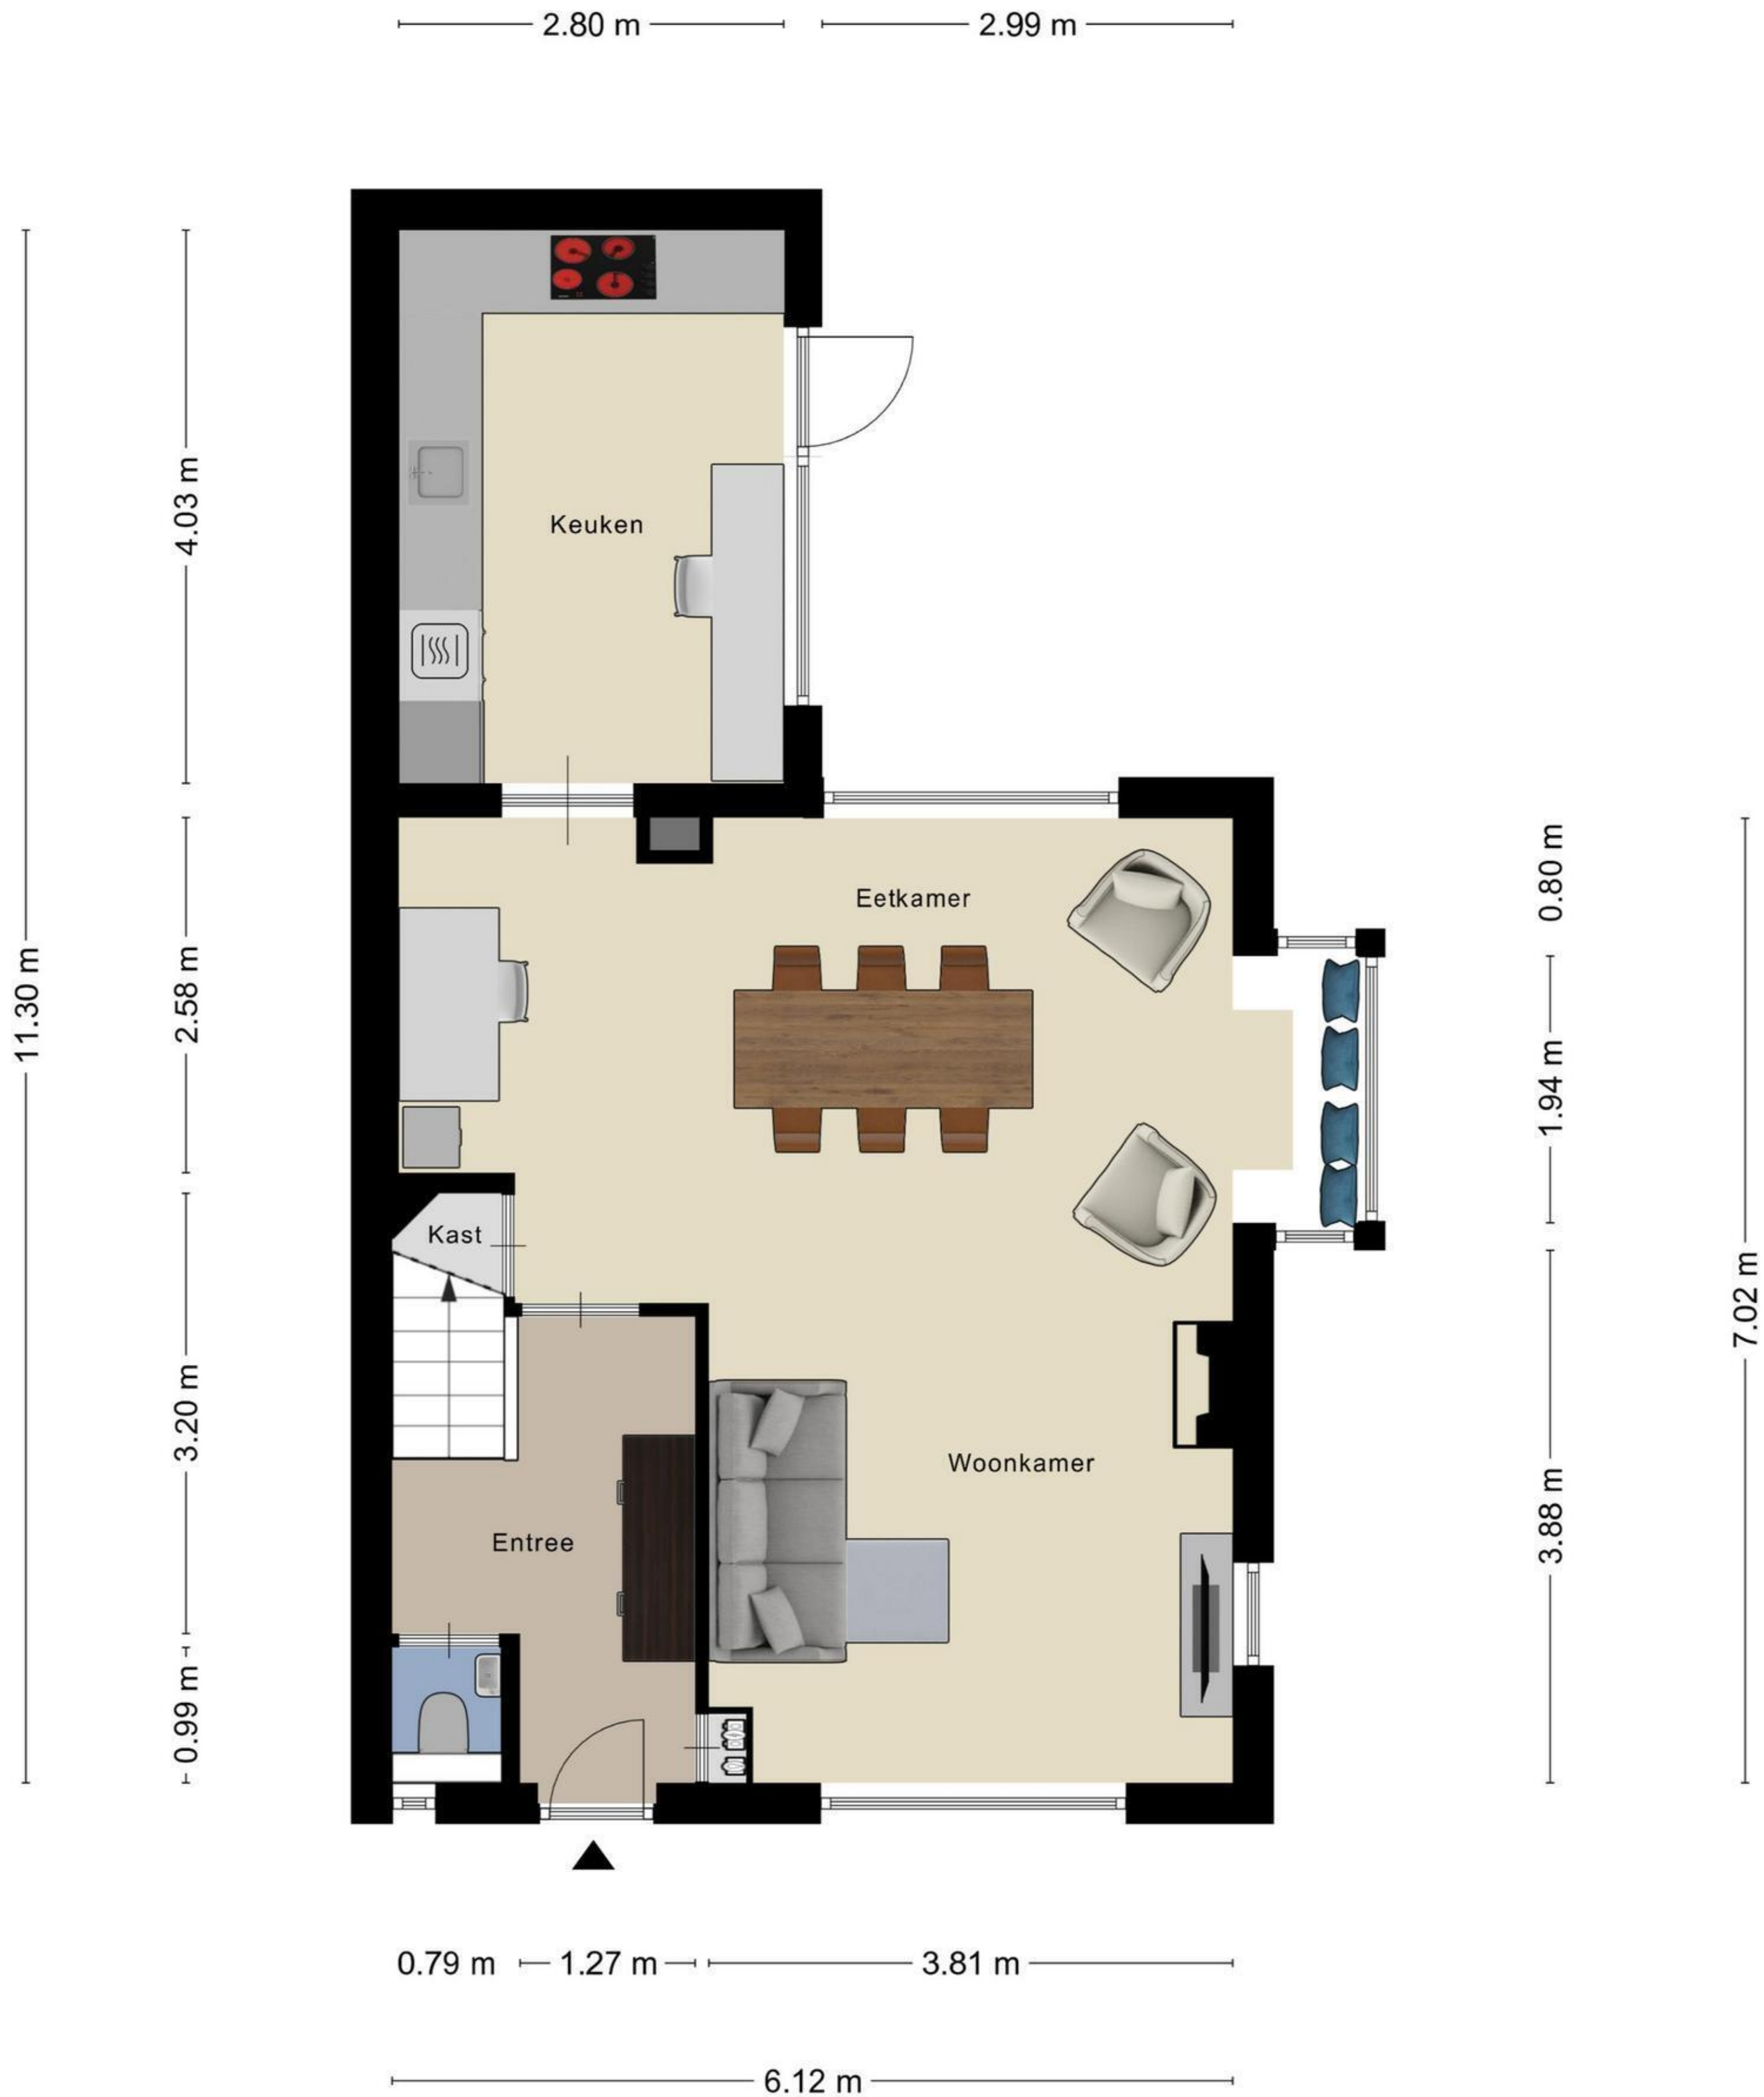 2.80 m
2.99 m
4.03 m
Keuken
11.30 m
2.58 m
Eetkamer
0.80 m
1.94 m
Kast
7.02 m
3.20 m
Woonkamer
Entree
3.88 m
0.99 m
0.79 m
1.27 m
3.81 m
6.12 m